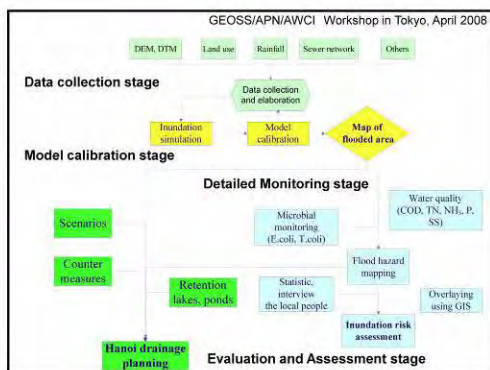 GEOSS/APN/AWCI Workshop in Tokyo, April 2008
DEM, DTM
Land use
Rainfall
Sewer network
Others
Data collection stage
Data collection
and elaboration
Inundation
simulation
Model
calibration
Map of
flooded area
Model calibration stage
Detailed Monitoring stage
Water quality
(COD, TN, NH₃, P,
SS)
Scenarios
Microbial
monitoring
(E.coli, T.coli)
Counter
measures
Flood hazard
mapping
Retention
lakes, ponds
Statistic,
interview
the local people
Overlaying
using GIS
Inundation risk
assessment
Hanoi drainage
planning
Evaluation and Assessment stage